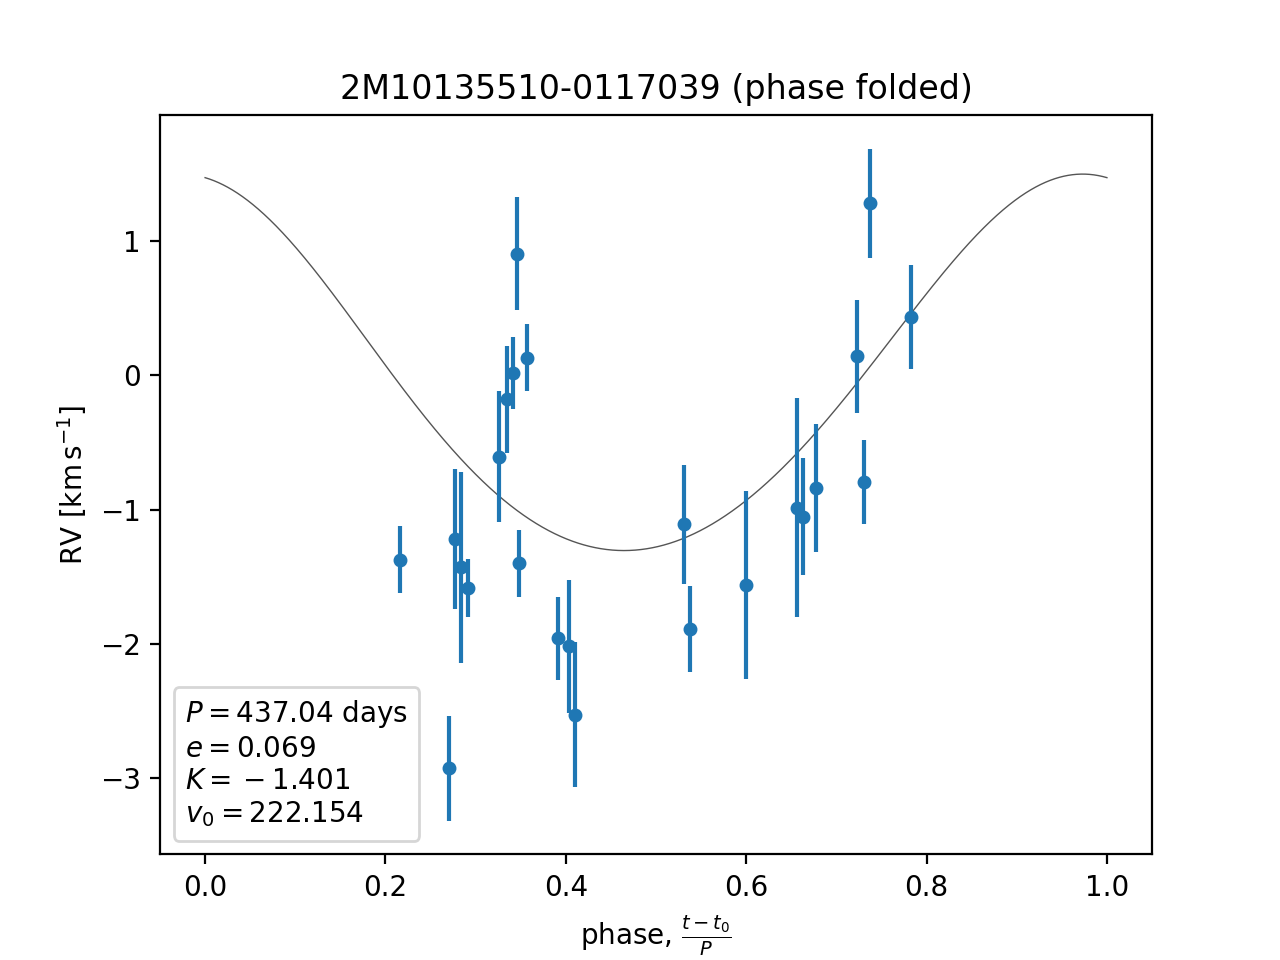 2M10135510-0117039 (phase folded)
RV [km s⁻¹]
1
0
−1
−2
−3
P = 437.04 days
e = 0.069
K = −1.401
v₀ = 222.154
0.0 0.2 0.4 0.6 0.8 1.0
phase, (t − t₀)/P